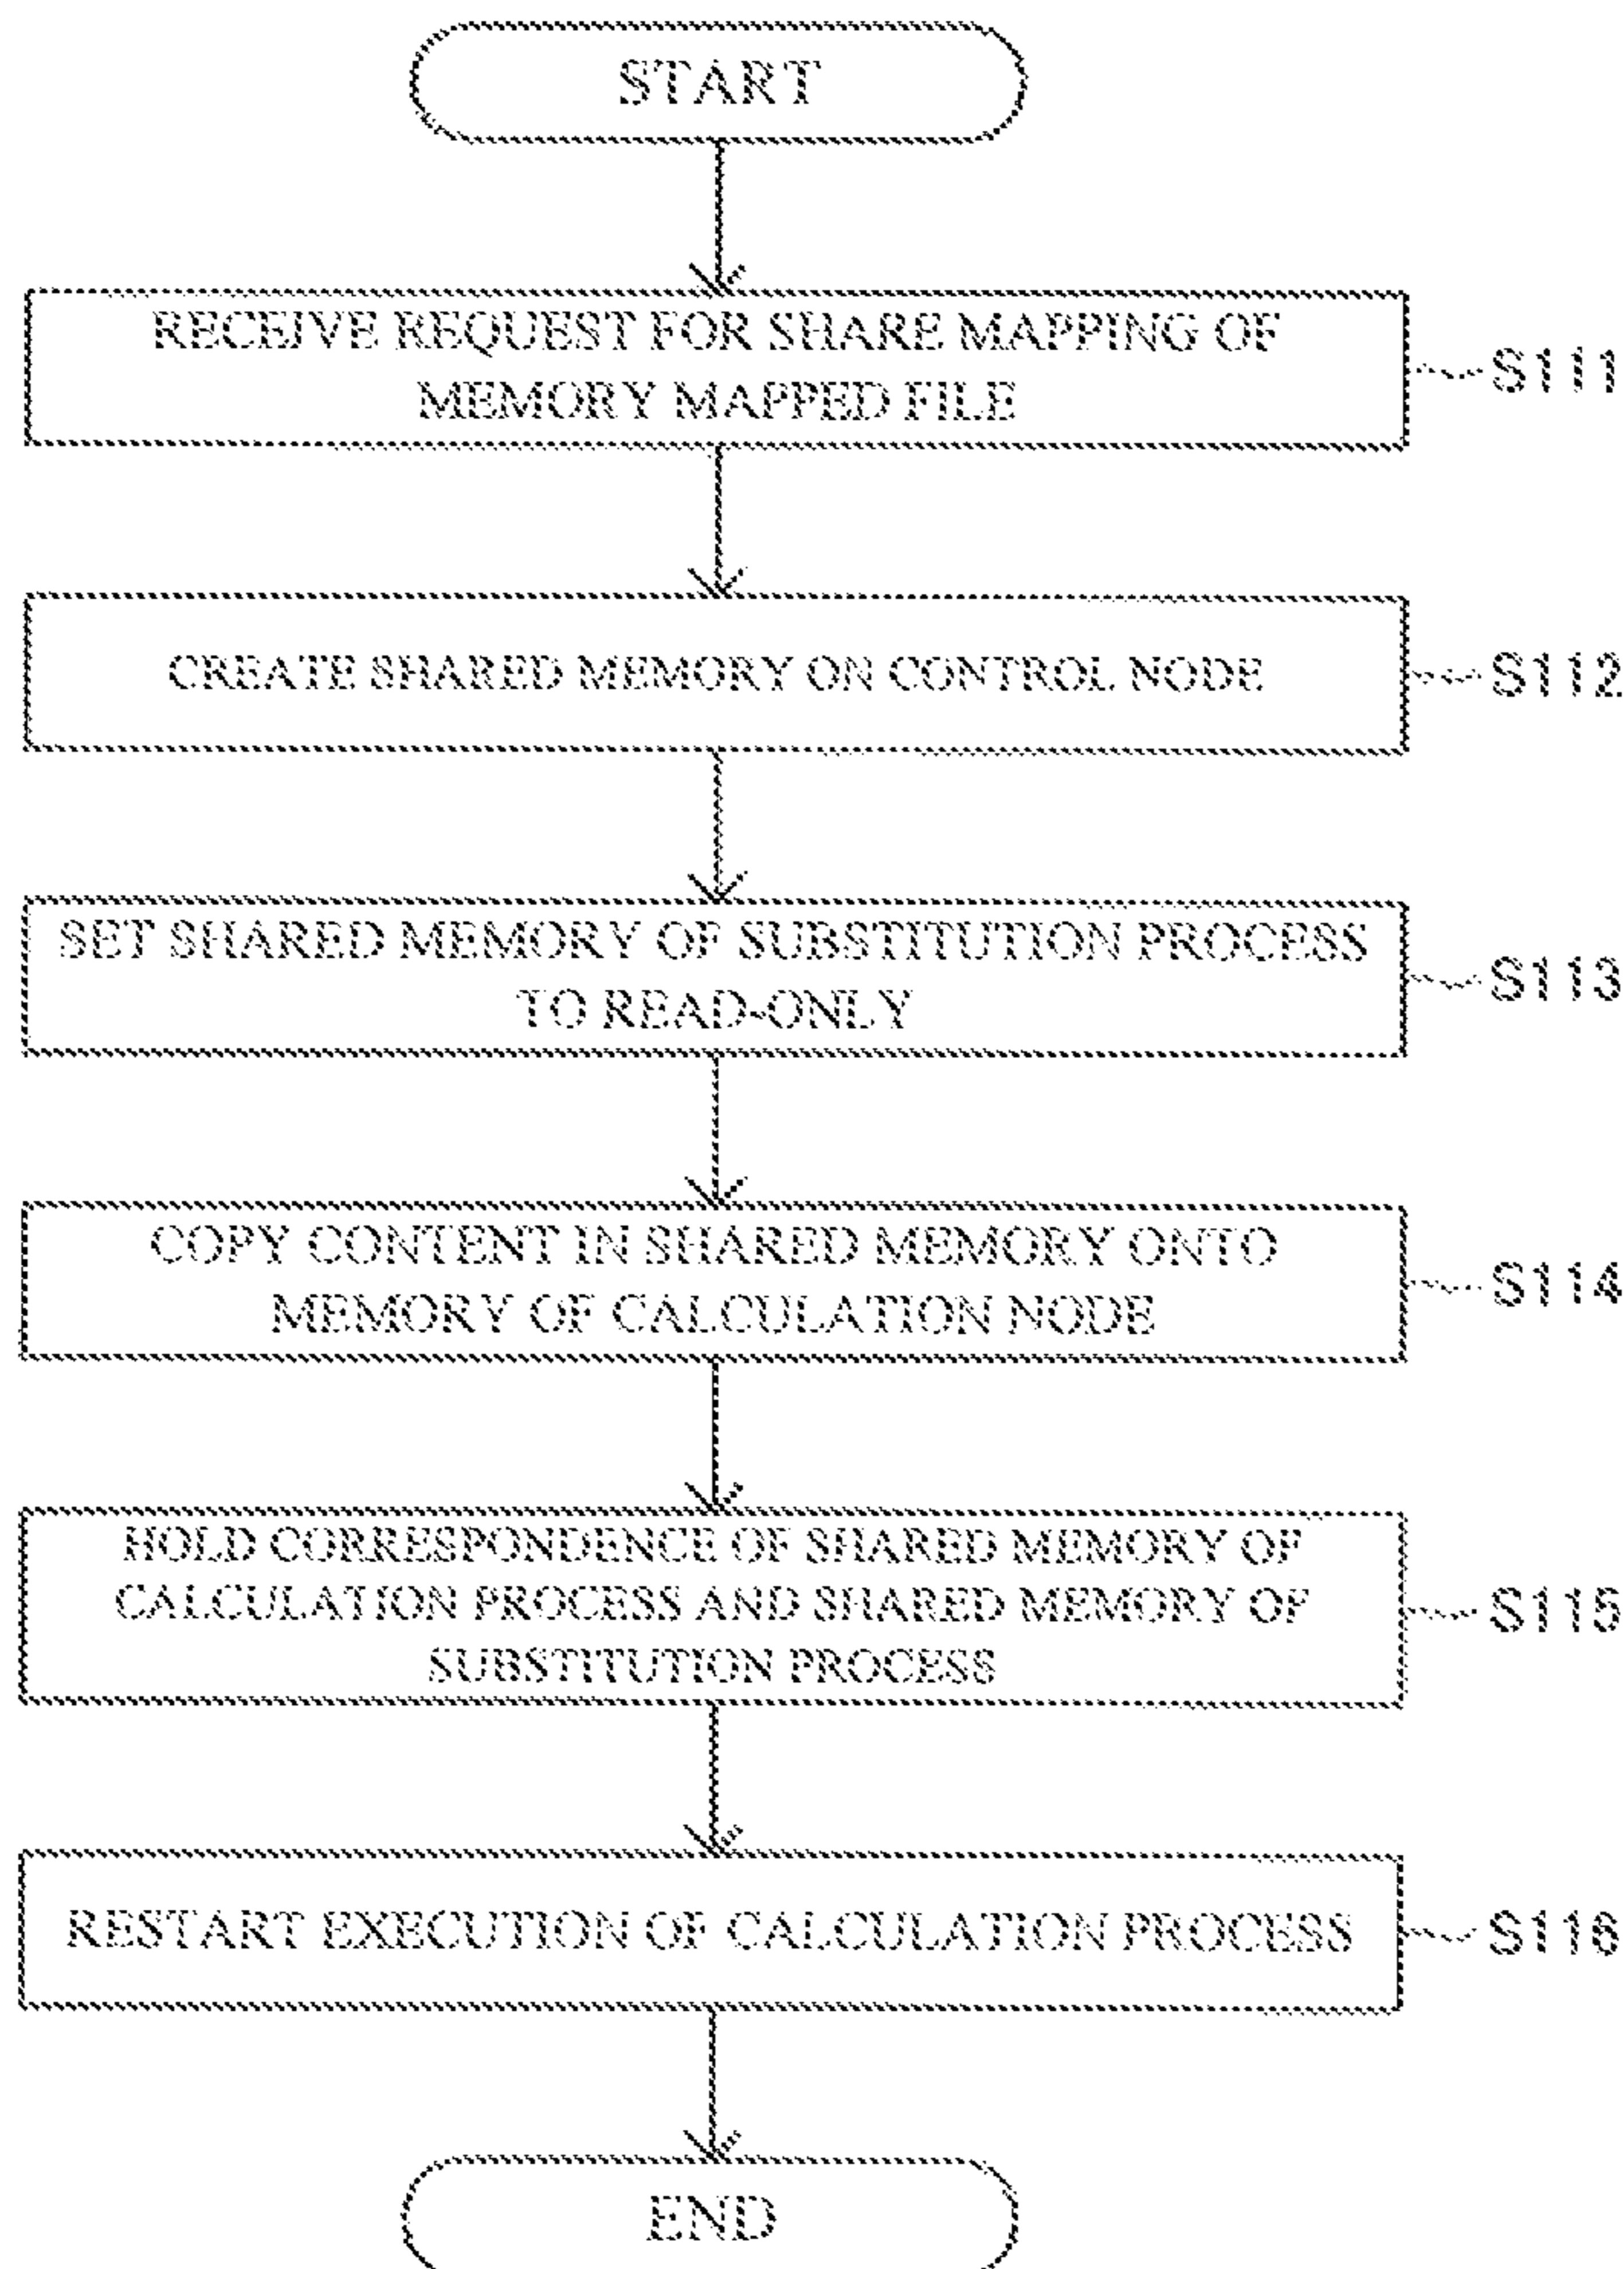 START
RECEIVE REQUEST FOR SHARE MAPPING OF
MEMORY MAPPED FILE
S111
CREATE SHARED MEMORY ON CONTROL NODE
S112
SET SHARED MEMORY OF SUBSTITUTION PROCESS
TO READ-ONLY
S113
COPY CONTENT IN SHARED MEMORY ONTO
MEMORY OF CALCULATION NODE
S114
HOLD CORRESPONDENCE OF SHARED MEMORY OF
CALCULATION PROCESS AND SHARED MEMORY OF
SUBSTITUTION PROCESS
S115
RESTART EXECUTION OF CALCULATION PROCESS
S116
END